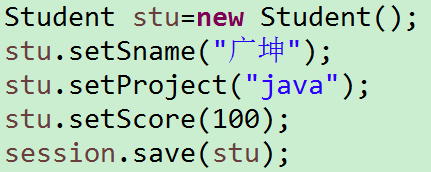 Student stu=new Student();
stu.setSname("广坤");
stu.setProject("java");
stu.setScore(100);
session.save(stu);